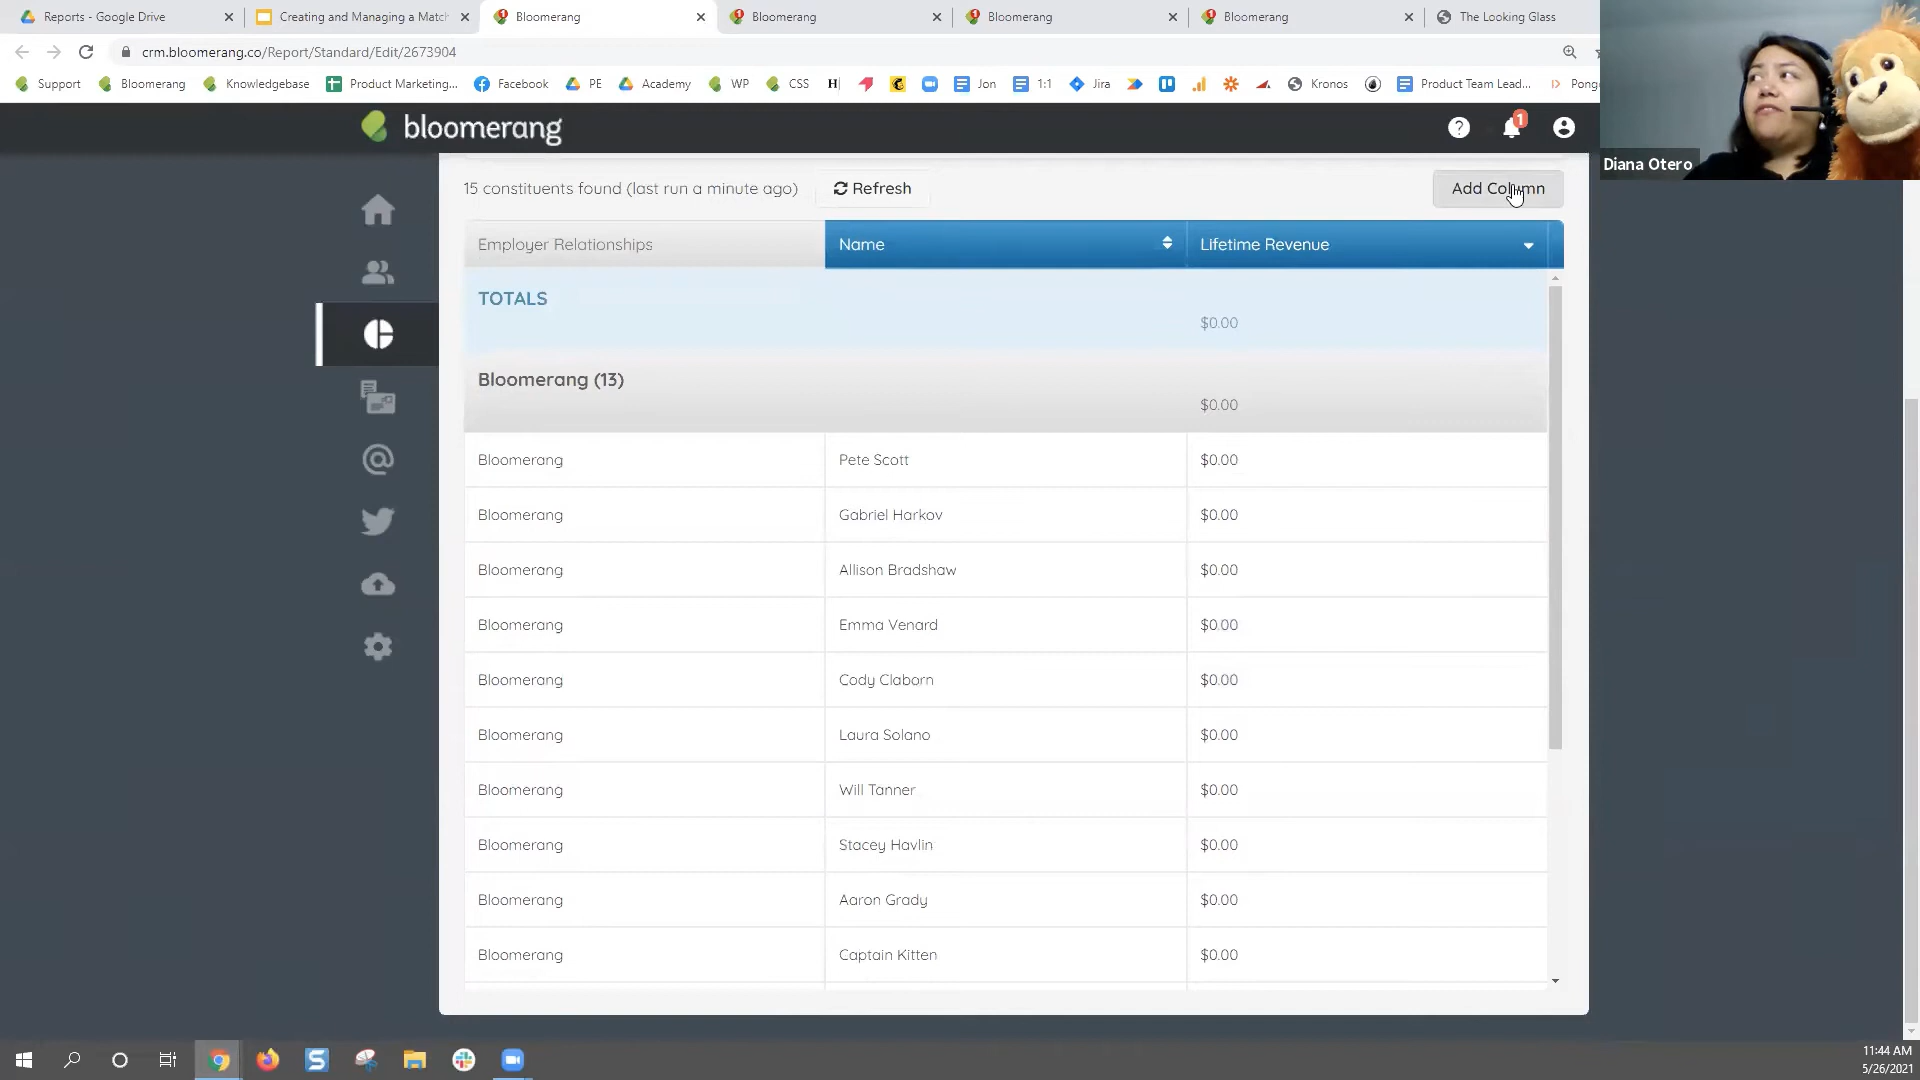 Reports - Google Drive
Creating and Managing a Match
Bloomerang
Bloomerang
Bloomerang
Bloomerang
The Looking Glass
crm.bloomerang.co/Report/Standard/Edit/2673904
Support
Bloomerang
Knowledgebase
Product Marketing...
Facebook
PE
Academy
WP
CSS
H
Jon
1:1
Jira
Kronos
Product Team Lead...
Pong
Diana Otero
bloomerang
1
15 constituents found (last run a minute ago)
Refresh
Add Column
Employer Relationships Name Lifetime Revenue
TOTALS
$0.00
Bloomerang (13)
$0.00
Bloomerang Pete Scott $0.00
Bloomerang Gabriel Harkov $0.00
Bloomerang Allison Bradshaw $0.00
Bloomerang Emma Venard $0.00
Bloomerang Cody Claborn $0.00
Bloomerang Laura Solano $0.00
Bloomerang Will Tanner $0.00
Bloomerang Stacey Havlin $0.00
Bloomerang Aaron Grady $0.00
Bloomerang Captain Kitten $0.00
11:44 AM
5/26/2021